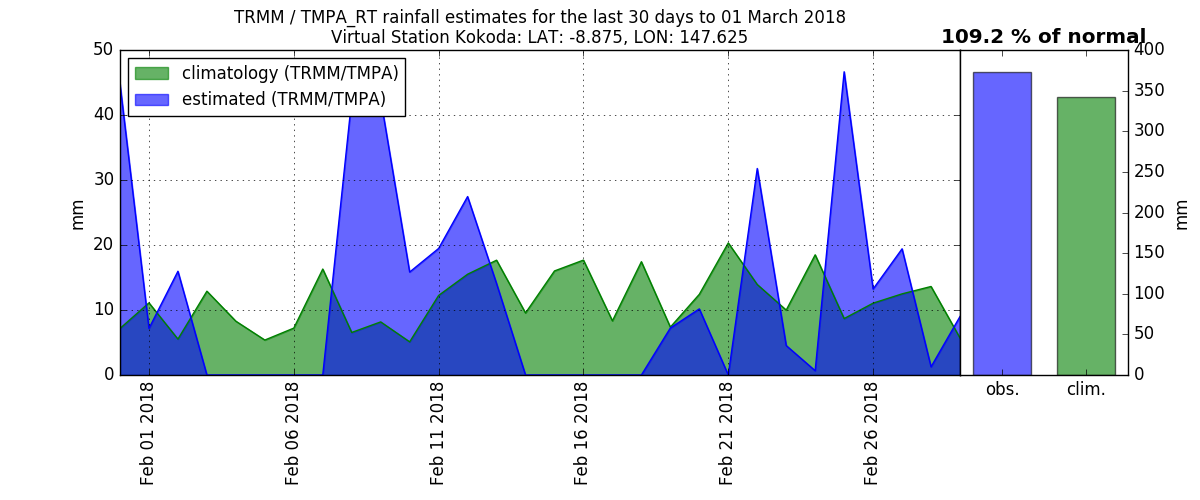 TRMM / TMPA_RT rainfall estimates for the last 30 days to 01 March 2018
Virtual Station Kokoda: LAT: -8.875, LON: 147.625
109.2 % of normal
climatology (TRMM/TMPA)
estimated (TRMM/TMPA)
50
40
30
20
10
0
mm
400
350
300
250
200
150
100
50
0
mm
Feb 01 2018
Feb 06 2018
Feb 11 2018
Feb 16 2018
Feb 21 2018
Feb 26 2018
obs.
clim.